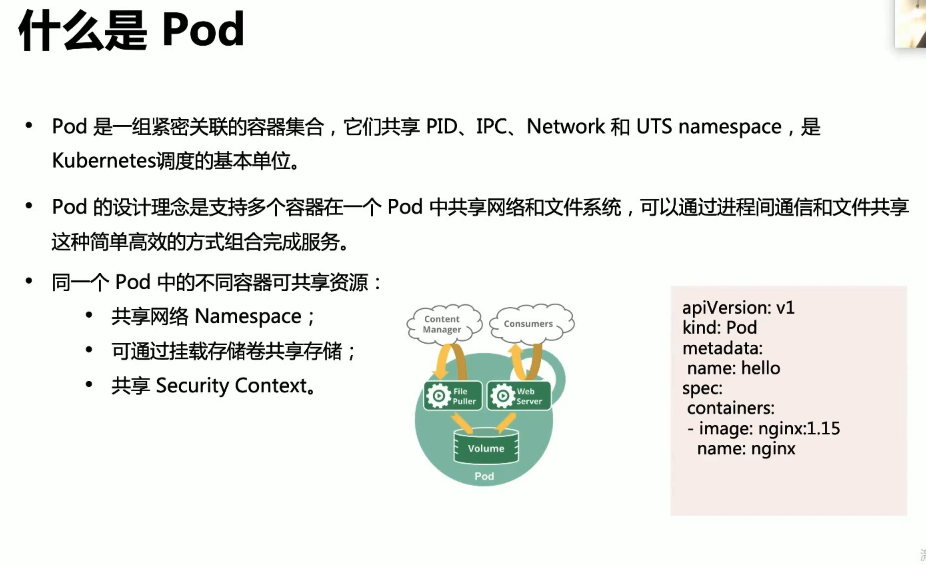 什么是 Pod
• Pod 是一组紧密关联的容器集合，它们共享 PID、IPC、Network 和 UTS namespace，是
Kubernetes调度的基本单位。
• Pod 的设计理念是支持多个容器在一个 Pod 中共享网络和文件系统，可以通过进程间通信和文件共享
这种简单高效的方式组合完成服务。
• 同一个 Pod 中的不同容器可共享资源：
• 共享网络 Namespace；
• 可通过挂载存储卷共享存储；
• 共享 Security Context。
Content
Manager
Consumers
File
Puller
Web
Server
Volume
Pod
apiVersion: v1
kind: Pod
metadata:
 name: hello
spec:
 containers:
 - image: nginx:1.15
   name: nginx